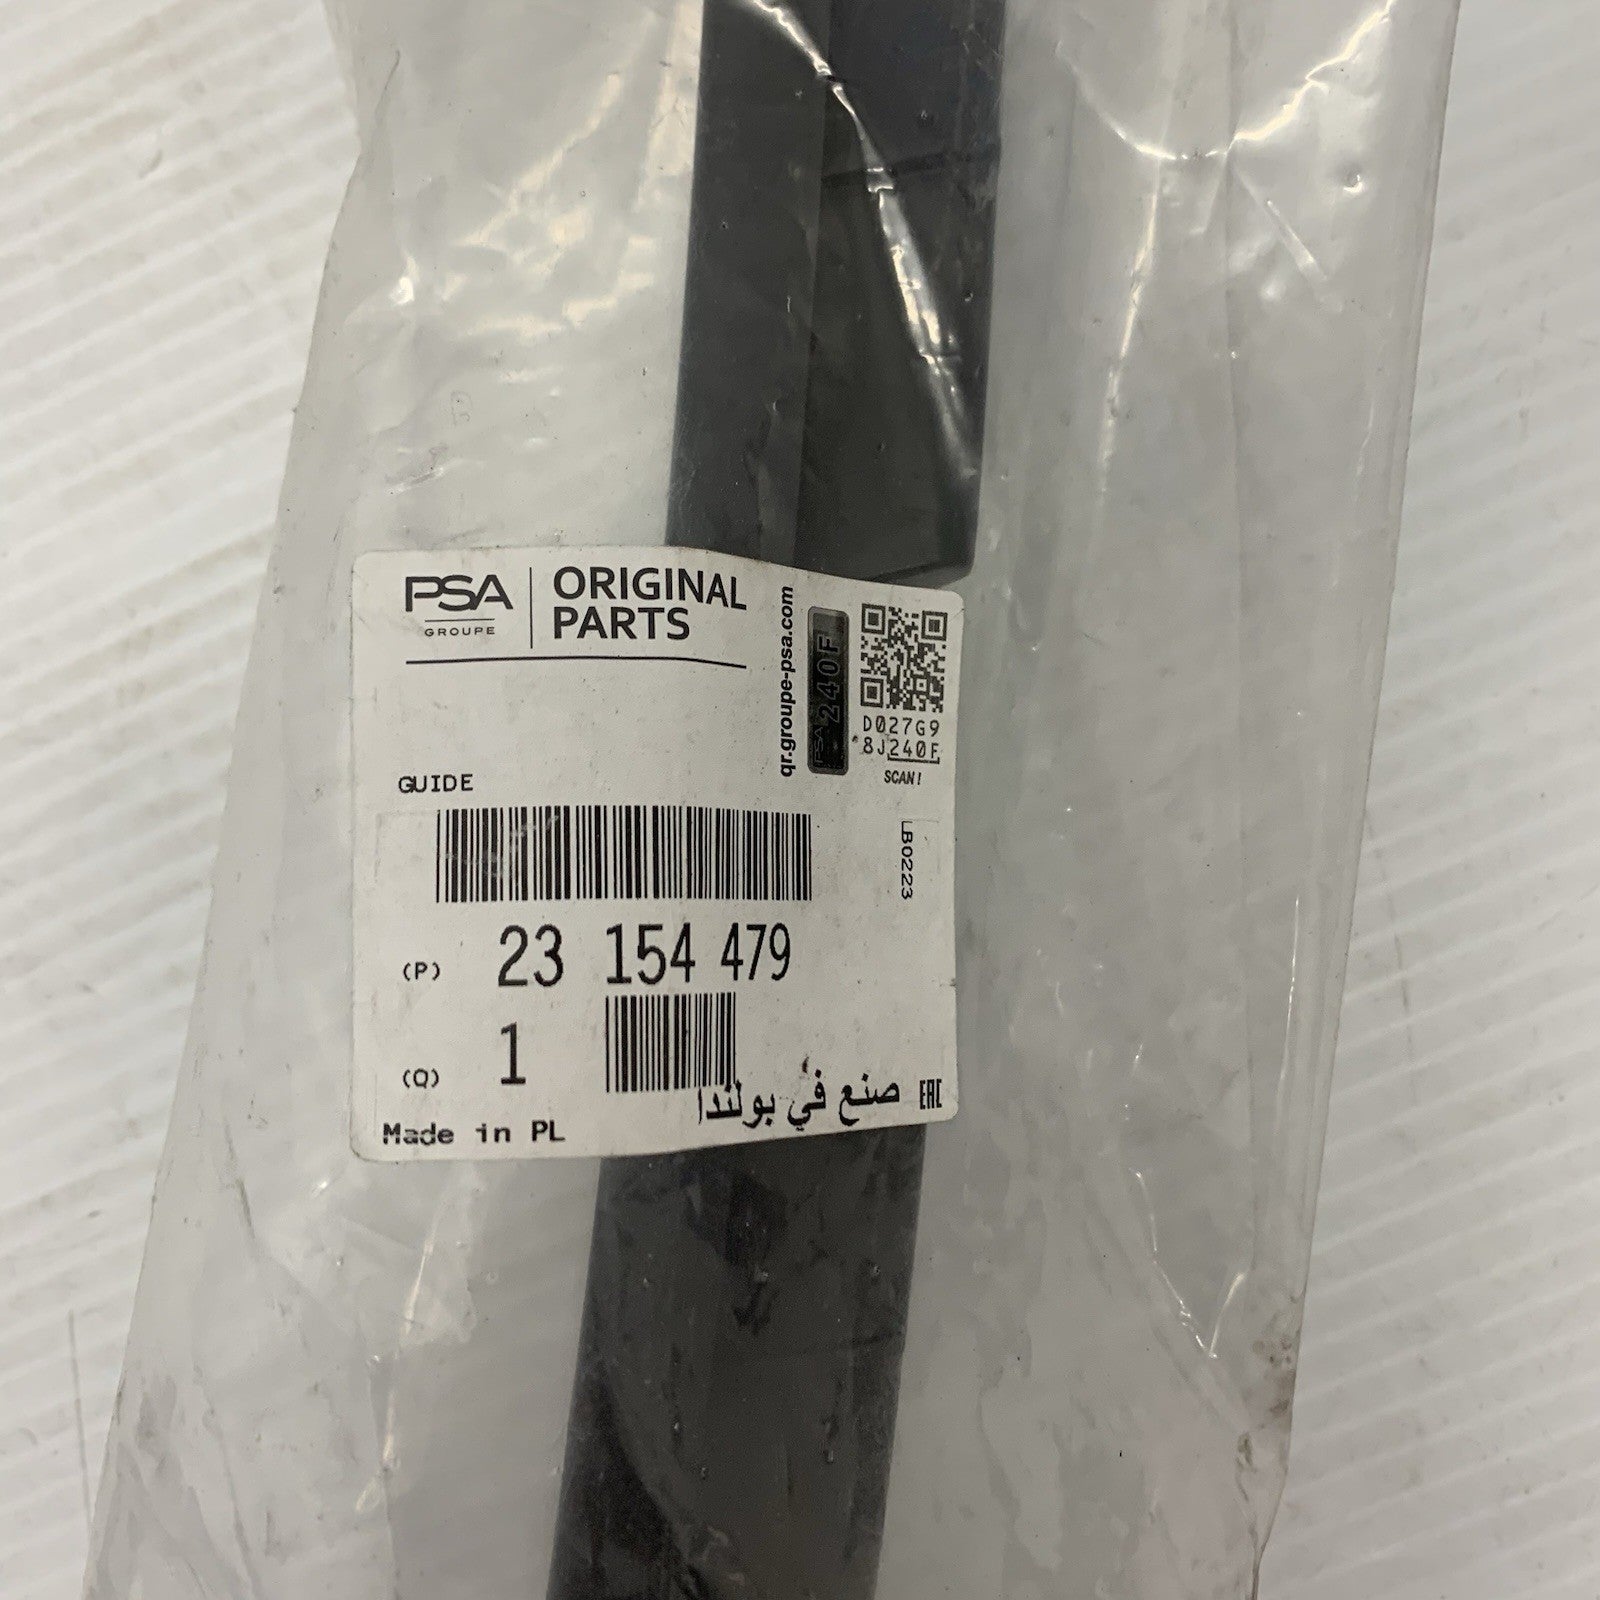 PSA
GROUPE
ORIGINAL
PARTS
qr.groupe-psa.com
PSA 240F
D027G9
8J240F
SCAN!
GUIDE
LB0223
(P) 23 154 479
(Q) 1
صنع في بولندا
EAC
Made in PL